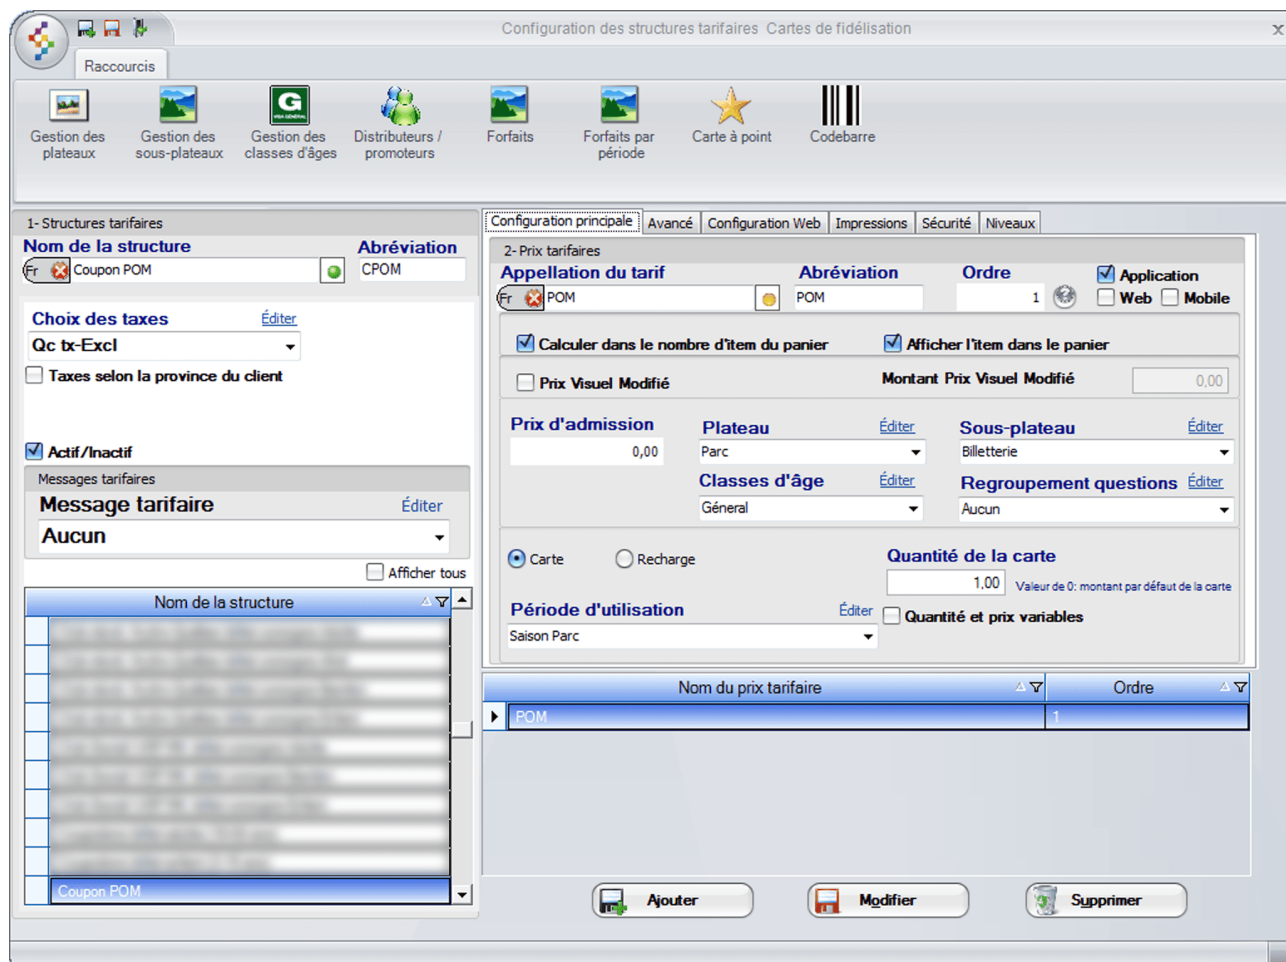 Configuration des structures tarifaires  Cartes de fidélisation
x
Raccourcis
Gestion des plateaux
Gestion des sous-plateaux
G
VISA GÉNÉRAL
Gestion des classes d'âges
Distributeurs / promoteurs
Forfaits
Forfaits par période
Carte à point
Codebarre
1- Structures tarifaires
Nom de la structure
Abréviation
Fr
Coupon POM
CPOM
Choix des taxes
Éditer
Qc tx-Excl
Taxes selon la province du client
Actif/Inactif
Messages tarifaires
Message tarifaire
Éditer
Aucun
Afficher tous
Nom de la structure
Coupon POM
Configuration principale
Avancé
Configuration Web
Impressions
Sécurité
Niveaux
2- Prix tarifaires
Appellation du tarif
Abréviation
Ordre
Application
Fr
POM
POM
1
Web
Mobile
Calculer dans le nombre d'item du panier
Afficher l'item dans le panier
Prix Visuel Modifié
Montant Prix Visuel Modifié
0,00
Prix d'admission
Plateau
Éditer
Sous-plateau
Éditer
0,00
Parc
Billetterie
Classes d'âge
Éditer
Regroupement questions
Éditer
Géneral
Aucun
Carte
Recharge
Quantité de la carte
1,00
Valeur de 0: montant par défaut de la carte
Période d'utilisation
Éditer
Quantité et prix variables
Saison Parc
Nom du prix tarifaire
Ordre
POM
1
Ajouter
Modifier
Supprimer